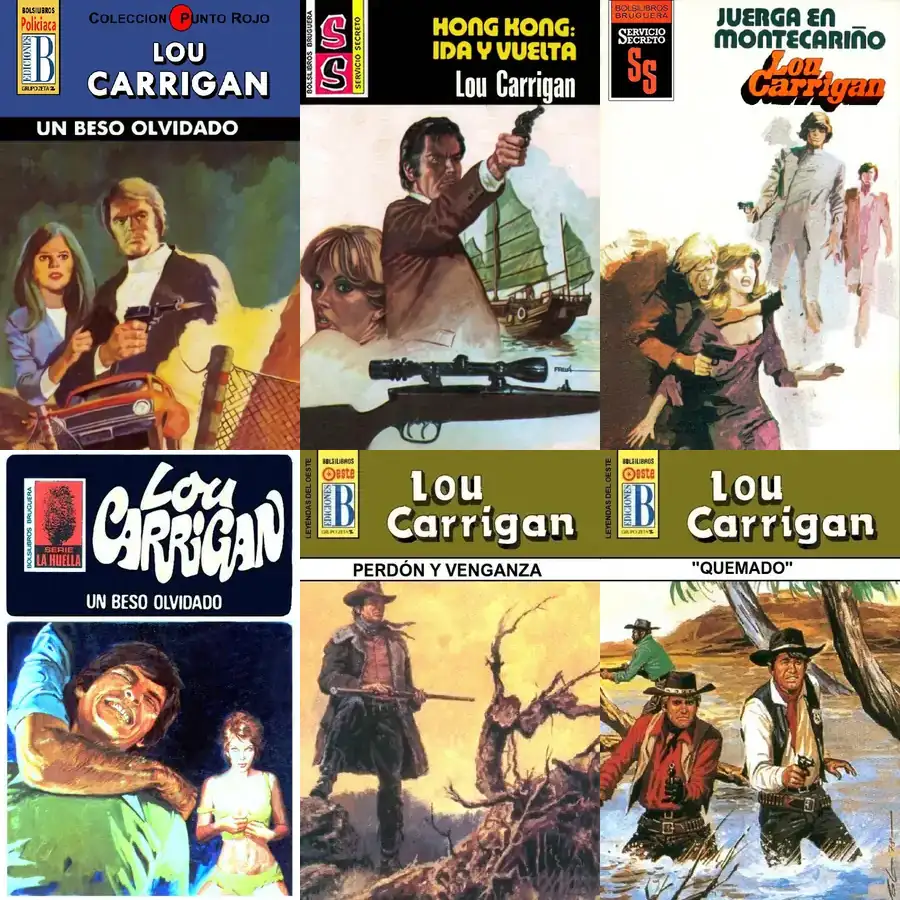 BOLSILIBROS
Policiaca
EDICIONES
B
GRUPO ZETA
COLECCION PUNTO ROJO
LOU
CARRIGAN
UN BESO OLVIDADO
BOLSILIBROS BRUGUERA
SS
SERVICIO SECRETO
HONG KONG:
IDA Y VUELTA
Lou Carrigan
BOLSILIBROS
BRUGUERA
SERVICIO
SECRETO
SS
JUERGA EN
MONTECARIÑO
Lou
Carrigan
BOLSILIBROS BRUGUERA
SERIE
LA HUELLA
LOU
CARRIGAN
UN BESO OLVIDADO
LEYENDAS DEL OESTE
BOLSILIBROS
Oeste
EDICIONES
B
GRUPO ZETA
Lou
Carrigan
PERDÓN Y VENGANZA
LEYENDAS DEL OESTE
BOLSILIBROS
Oeste
EDICIONES
B
GRUPO ZETA
Lou
Carrigan
"QUEMADO"